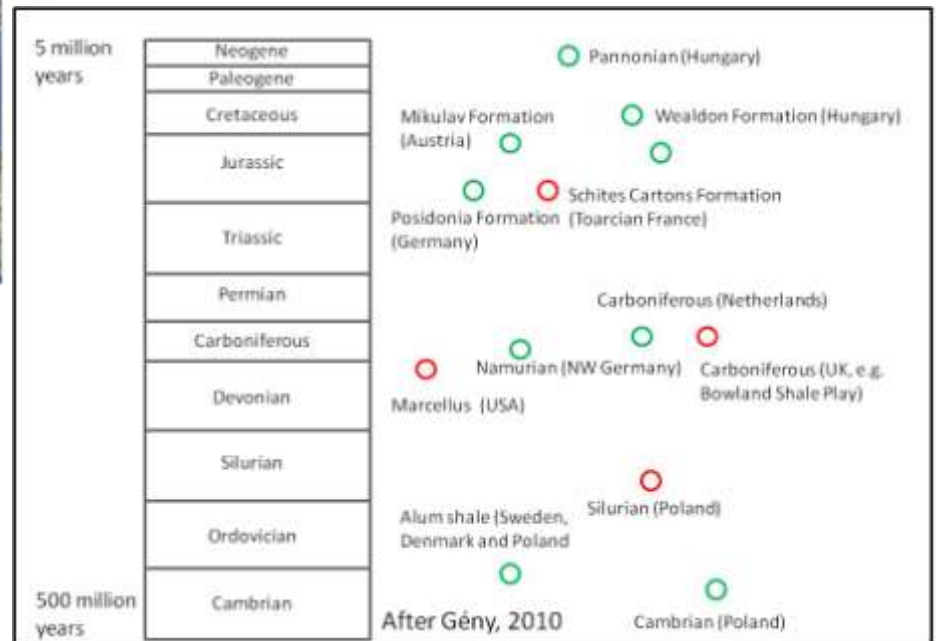 5 million
years
Neogene
Paleogene
Cretaceous
Jurassic
Triassic
Permian
Carboniferous
Devonian
Silurian
Ordovician
Cambrian
500 million
years
Pannonian (Hungary)
Mikulav Formation
(Austria)
Wealdon Formation (Hungary)
Posidonia Formation
(Germany)
Schites Cartons Formation
(Toarcian France)
Carboniferous (Netherlands)
Namurian (NW Germany)
Carboniferous (UK, e.g.
Bowland Shale Play)
Marcellus (USA)
Silurian (Poland)
Alum shale (Sweden,
Denmark and Poland
Cambrian (Poland)
After Gény, 2010